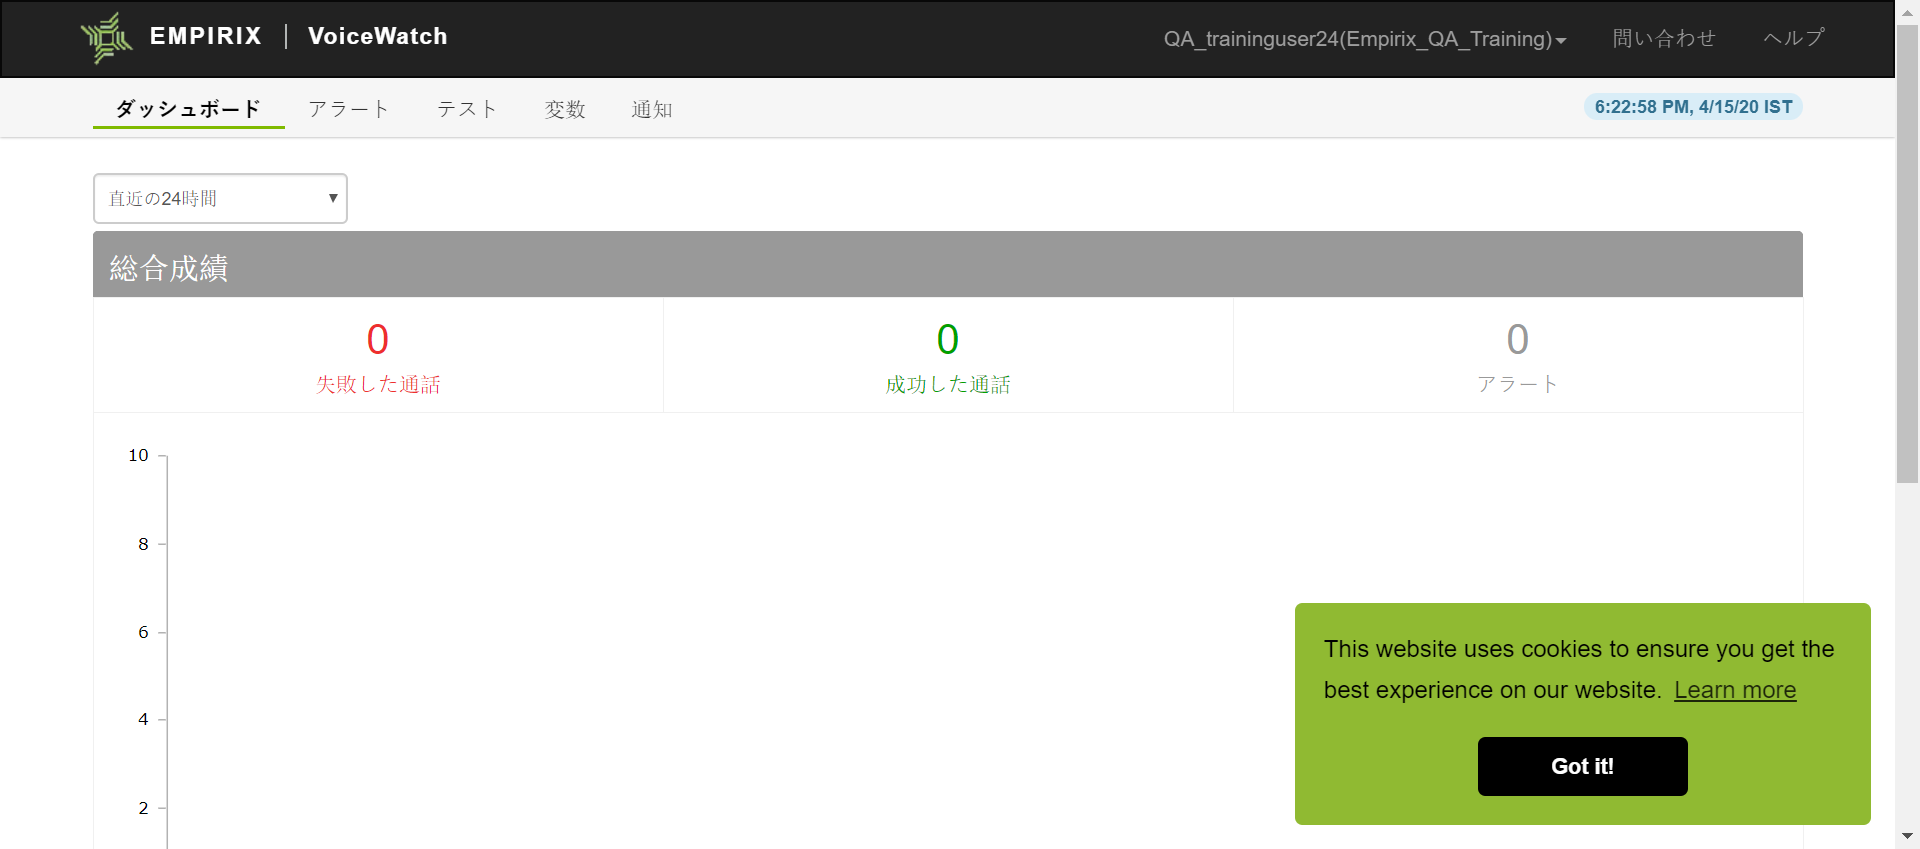 EMPIRIX | VoiceWatch
QA_traininguser24(Empirix_QA_Training)
問い合わせ
ヘルプ
ダッシュボード
アラート
テスト
変数
通知
6:22:58 PM, 4/15/20 IST
直近の24時間
総合成績
0
失敗した通話
0
成功した通話
0
アラート
10
8
6
4
2
This website uses cookies to ensure you get the
best experience on our website. Learn more
Got it!